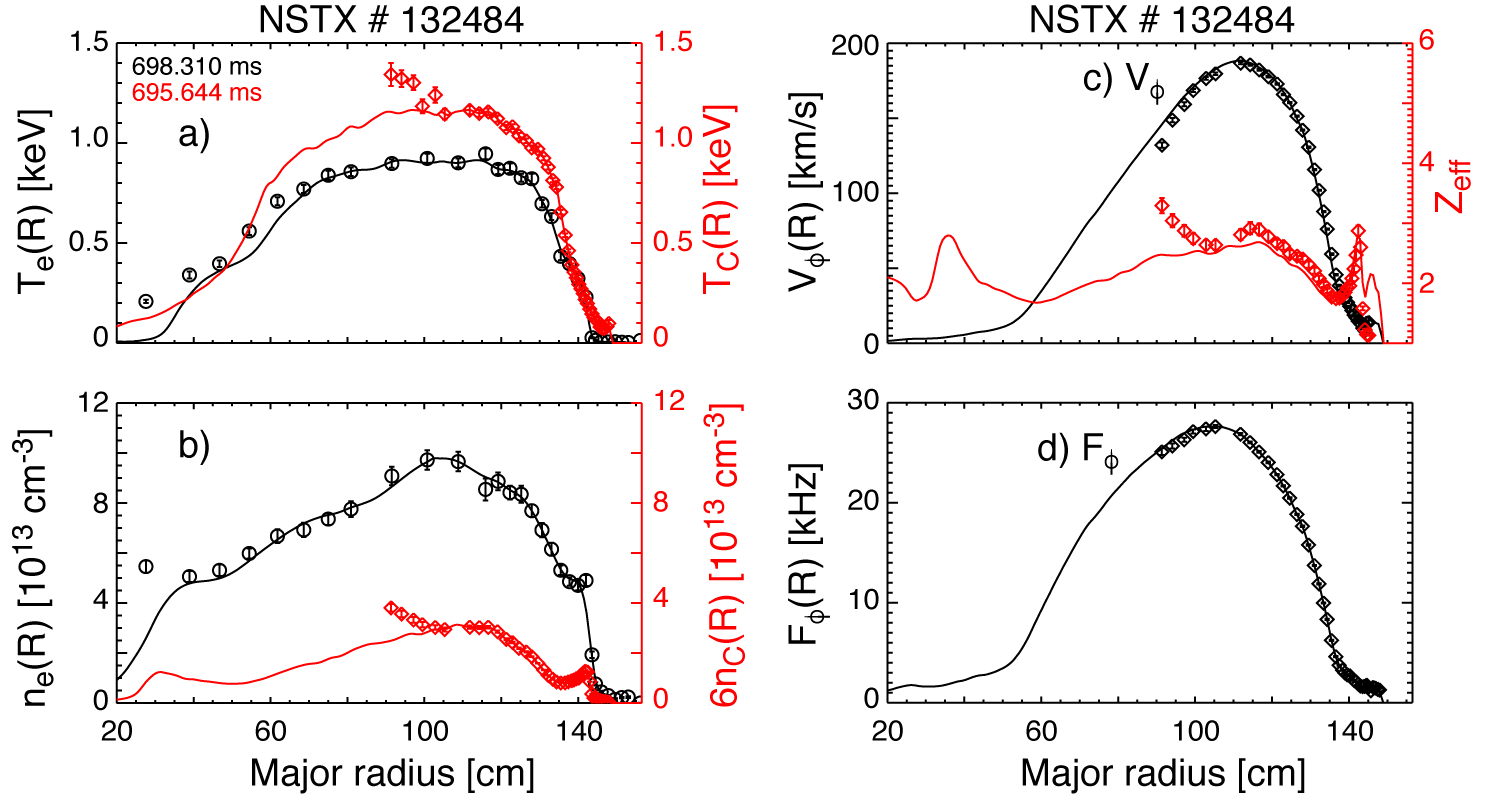 NSTX # 132484
1.5
1.0
0.5
0
Te(R) [keV]
698.310 ms
695.644 ms
a)
1.5
1.0
0.5
0
TC(R) [keV]
NSTX # 132484
200
100
0
Vϕ(R) [km/s]
c) Vϕ
6
4
2
Zeff
12
8
4
0
ne(R) [10^13 cm^-3]
b)
12
8
4
0
6nC(R) [10^13 cm^-3]
20 60 100 140
Major radius [cm]
30
20
10
0
Fϕ(R) [kHz]
d) Fϕ
20 60 100 140
Major radius [cm]